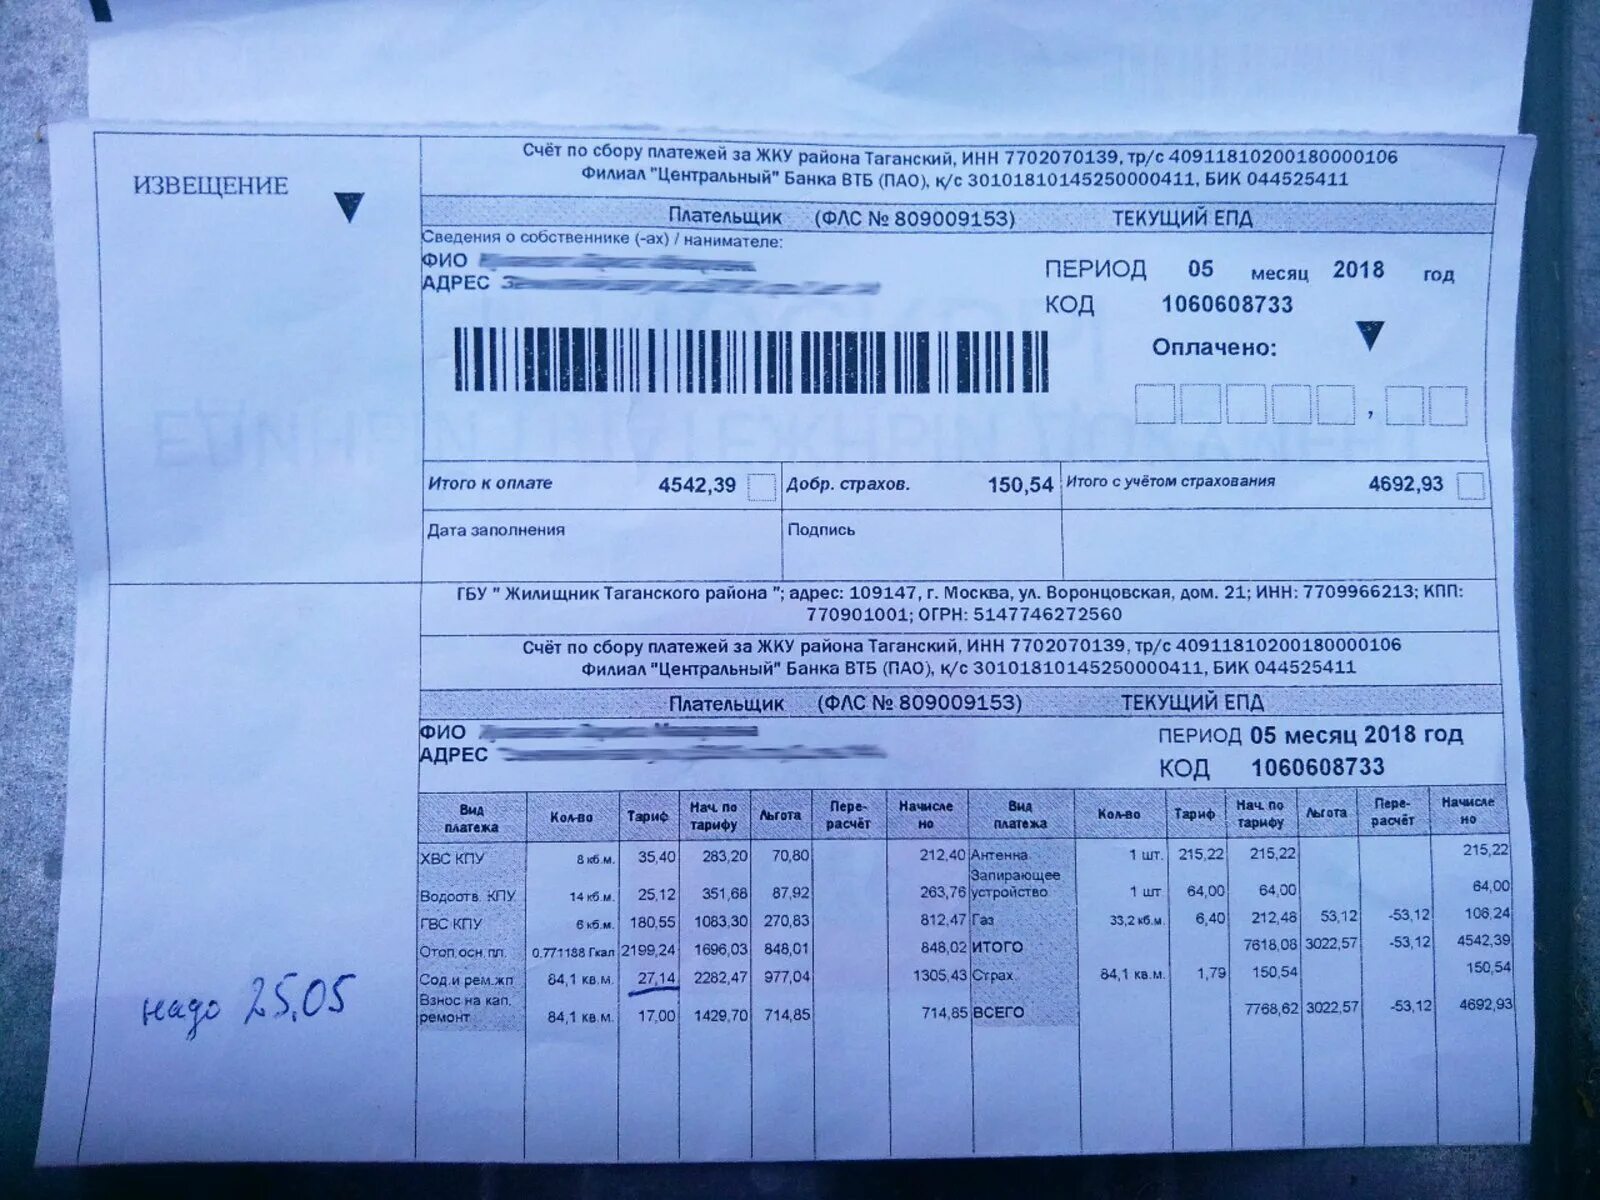 ИЗВЕЩЕНИЕ
Счёт по сбору платежей за ЖКУ района Таганский, ИНН 7702070139, тр/с 40911810200180000106
Филиал "Центральный" Банка ВТБ (ПАО), к/с 30101810145250000411, БИК 044525411
Плательщик (ФЛС № 809009153) ТЕКУЩИЙ ЕПД
Сведения о собственнике (-ах) / нанимателе:
ФИО
АДРЕС
ПЕРИОД 05 месяц 2018 год
КОД 1060608733
Оплачено:
,
Итого к оплате 4542,39 Добр. страхов. 150,54 Итого с учётом страхования 4692,93
Дата заполнения Подпись
ГБУ " Жилищник Таганского района "; адрес: 109147, г. Москва, ул. Воронцовская, дом. 21; ИНН: 7709966213; КПП:
770901001; ОГРН: 5147746272560
Счёт по сбору платежей за ЖКУ района Таганский, ИНН 7702070139, тр/с 40911810200180000106
Филиал "Центральный" Банка ВТБ (ПАО), к/с 30101810145250000411, БИК 044525411
Плательщик (ФЛС № 809009153) ТЕКУЩИЙ ЕПД
ФИО
АДРЕС
ПЕРИОД 05 месяц 2018 год
КОД 1060608733
Вид платежа Кол-во Тариф Нач. по тарифу Льгота Пере-расчёт Начисле но Вид платежа Кол-во Тариф Нач. по тарифу Льгота Пере-расчёт Начисле но
ХВС КПУ 8 кб.м. 35,40 283,20 70,80 212,40 Антенна 1 шт. 215,22 215,22 215,22
Водоотв. КПУ 14 кб.м. 25,12 351,68 87,92 263,76 Запирающее устройство 1 шт. 64,00 64,00 64,00
ГВС КПУ 6 кб.м. 180,55 1083,30 270,83 812,47 Газ 33,2 кб.м. 6,40 212,48 53,12 -53,12 106,24
Отоп.осн.пл. 0.771188 Гкал 2199,24 1696,03 848,01 848,02 ИТОГО 7618,08 3022,57 -53,12 4542,39
Сод.и рем.жп 84,1 кв.м. 27,14 2282,47 977,04 1305,43 Страх. 84,1 кв.м. 1,79 150,54 150,54
Взнос на кап. ремонт 84,1 кв.м. 17,00 1429,70 714,85 714,85 ВСЕГО 7768,62 3022,57 -53,12 4692,93
надо 25.05